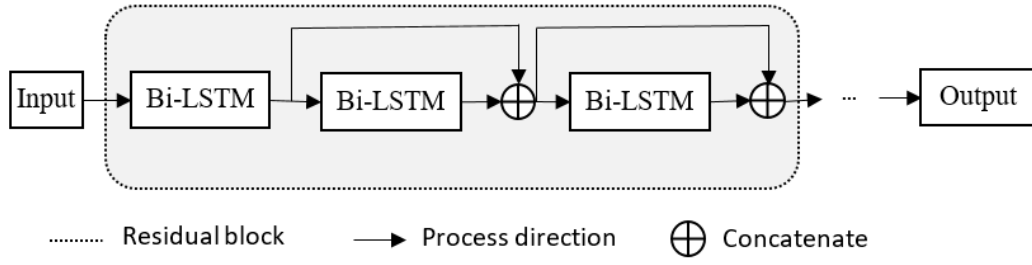 Input
Bi-LSTM
Bi-LSTM
Bi-LSTM
...
Output
Residual block
Process direction
Concatenate